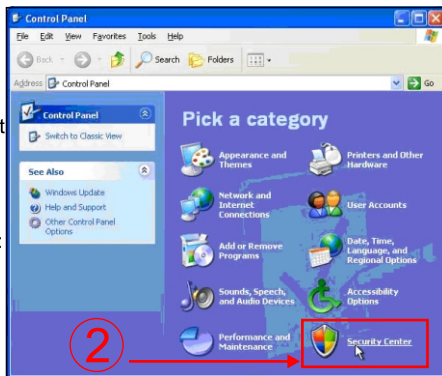 Control Panel
File Edit View Favorites Tools Help
Back Search Folders
Address Control Panel Go
Control Panel
Switch to Classic View
See Also
Windows Update
Help and Support
Other Control Panel
Options
Pick a category
Appearance and
Themes
Printers and Other
Hardware
Network and
Internet
Connections
User Accounts
Add or Remove
Programs
Date, Time,
Language, and
Regional Options
Sounds, Speech,
and Audio Devices
Accessibility
Options
Performance and
Maintenance
Security Center
2
t
: